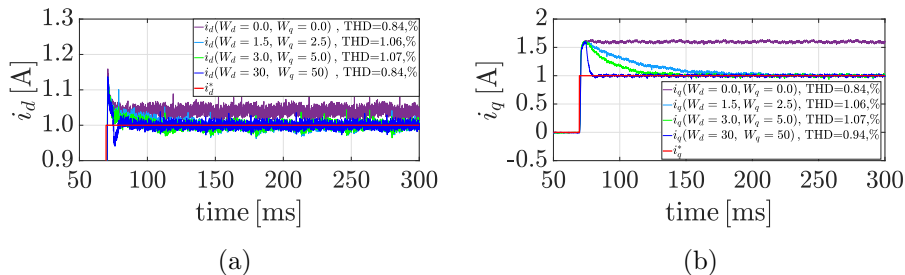 1.3
1.2
1.1
1.0
0.9
i_d [A]
i_d(W_d = 0.0, W_q = 0.0) , THD=0.84,%
i_d(W_d = 1.5, W_q = 2.5) , THD=1.06,%
i_d(W_d = 3.0, W_q = 5.0) , THD=1.07,%
i_d(W_d = 30, W_q = 50) , THD=0.84,%
i_d^*
50 100 150 200 250 300
time [ms]
(a)
2
1.5
1
0.5
0
-0.5
i_q [A]
i_q(W_d = 0.0, W_q = 0.0), THD=0.84,%
i_q(W_d = 1.5, W_q = 2.5), THD=1.06,%
i_q(W_d = 3.0, W_q = 5.0), THD=1.07,%
i_q(W_d = 30, W_q = 50), THD=0.94,%
i_q^*
50 100 150 200 250 300
time [ms]
(b)